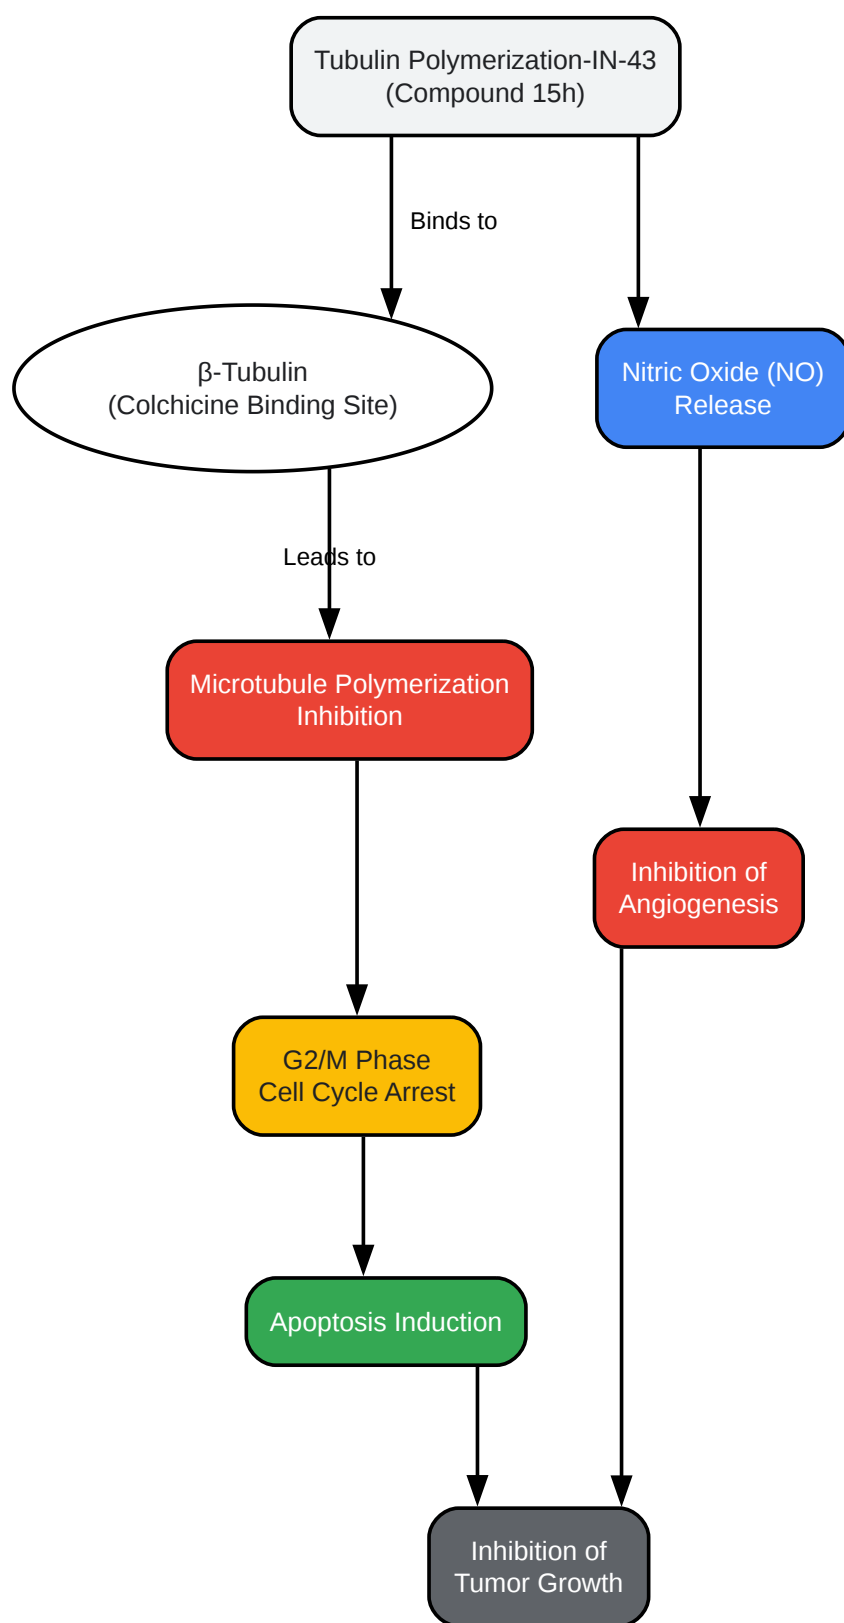 Tubulin Polymerization-IN-43
(Compound 15h)
Binds to
β-Tubulin
(Colchicine Binding Site)
Nitric Oxide (NO)
Release
Leads to
Microtubule Polymerization
Inhibition
Inhibition of
Angiogenesis
G2/M Phase
Cell Cycle Arrest
Apoptosis Induction
Inhibition of
Tumor Growth